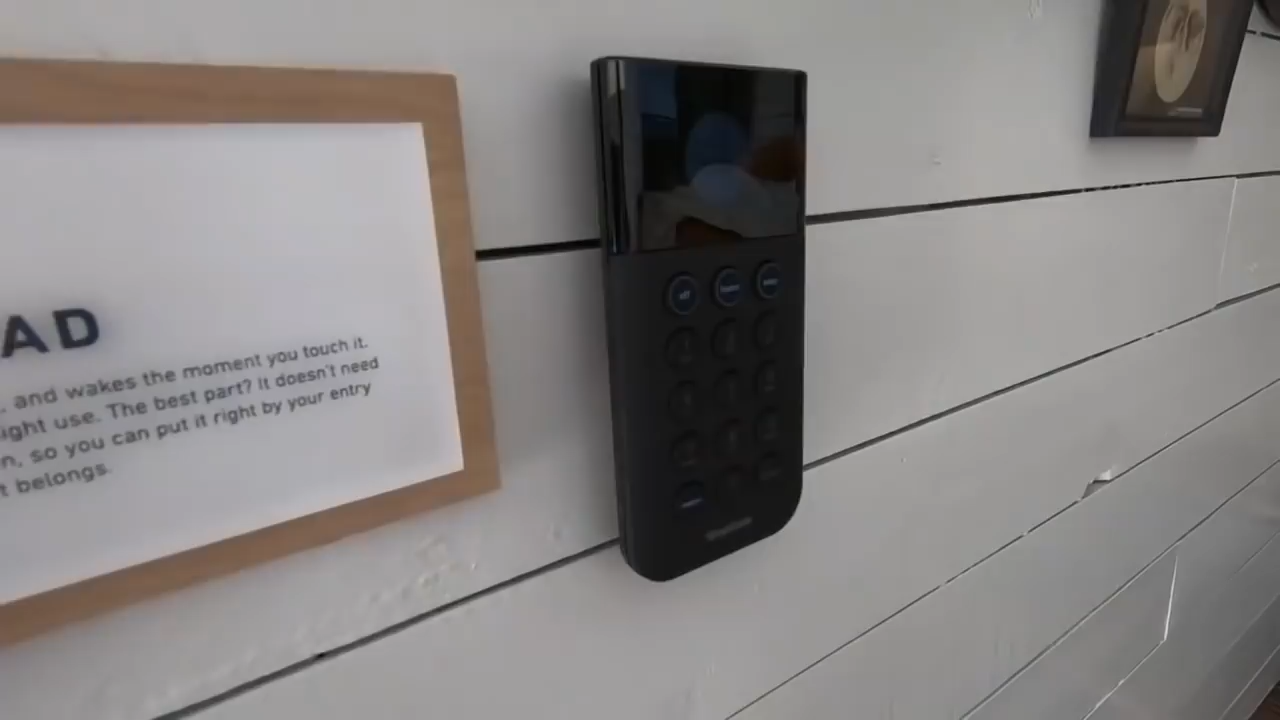 AD
, and wakes the moment you touch it.
ight use. The best part? It doesn't need
n, so you can put it right by your entry
t belongs.
off